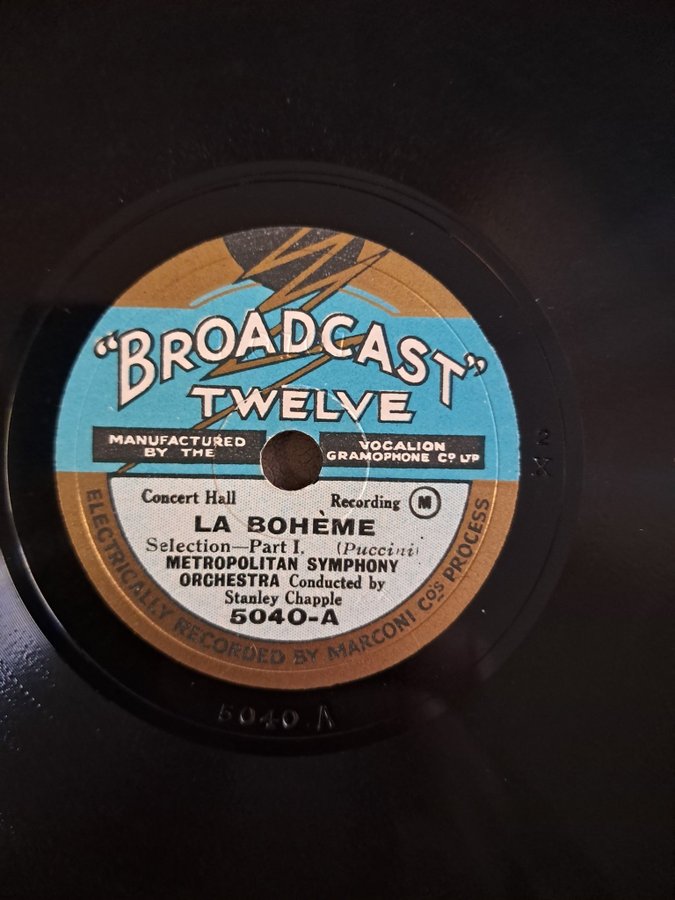 "BROADCAST"
TWELVE
MANUFACTURED
BY THE
VOCALION
GRAMOPHONE Cº LTD
Concert Hall Recording M
LA BOHÈME
Selection—Part I. (Puccini)
METROPOLITAN SYMPHONY
ORCHESTRA Conducted by
Stanley Chapple
5040-A
ELECTRICALLY RECORDED BY MARCONI Cº'S PROCESS
5040 A
2